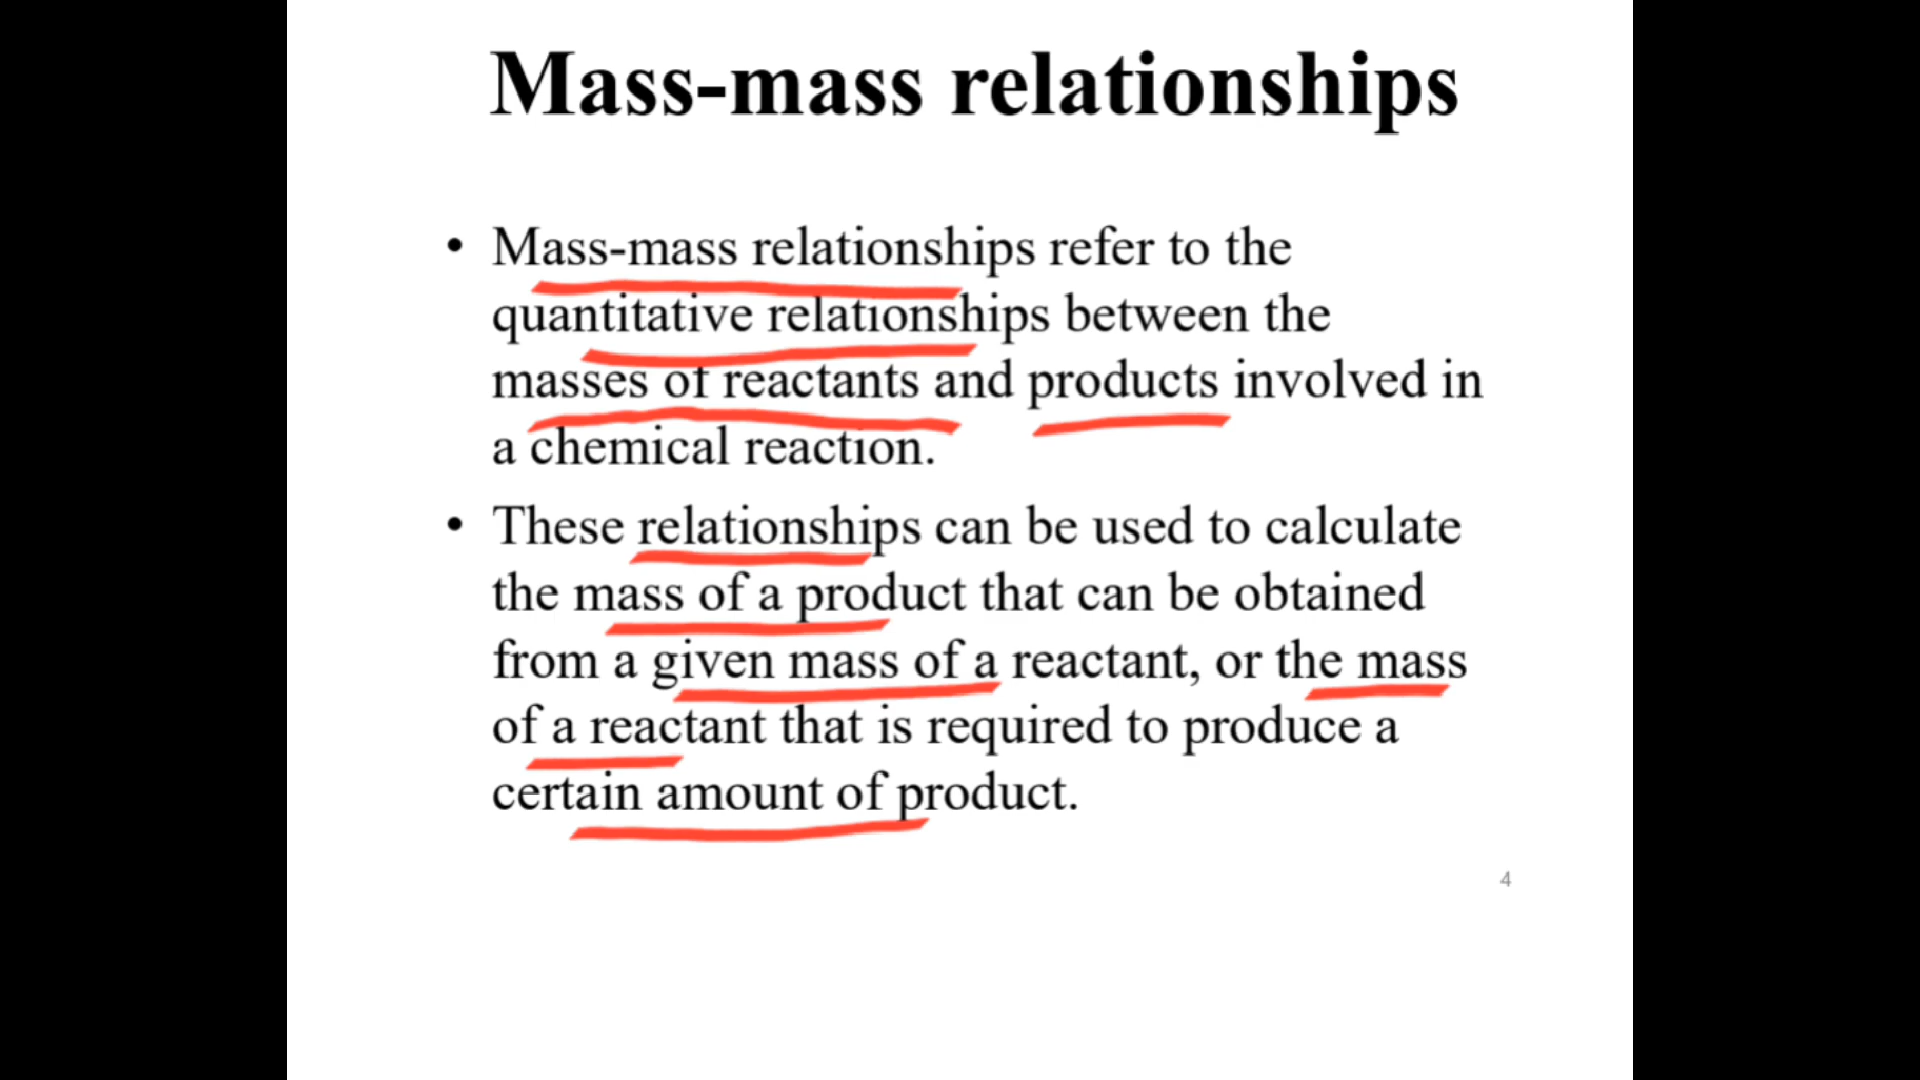 Mass-mass relationships
• Mass-mass relationships refer to the
quantitative relationships between the
masses of reactants and products involved in
a chemical reaction.
• These relationships can be used to calculate
the mass of a product that can be obtained
from a given mass of a reactant, or the mass
of a reactant that is required to produce a
certain amount of product.
4